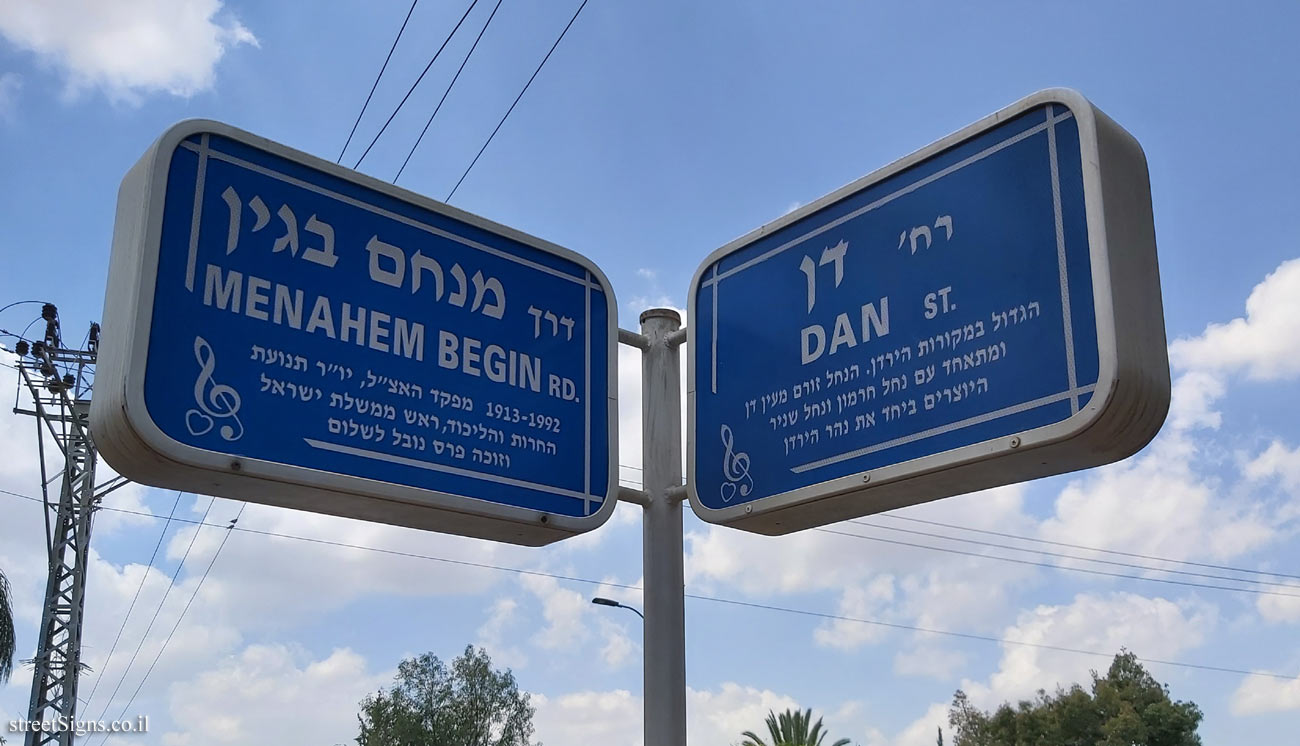 דרך מנחם בגין
MENAHEM BEGIN RD.
1913-1992 מפקד האצ״ל, יו״ר תנועת
החרות והליכוד, ראש ממשלת ישראל
וזוכה פרס נובל לשלום
רח׳ דן
DAN ST.
הגדול במקורות הירדן. הנחל זורם מעין דן
ומתאחד עם נחל חרמון ונחל שניר
היוצרים ביחד את נהר הירדן
streetSigns.co.il